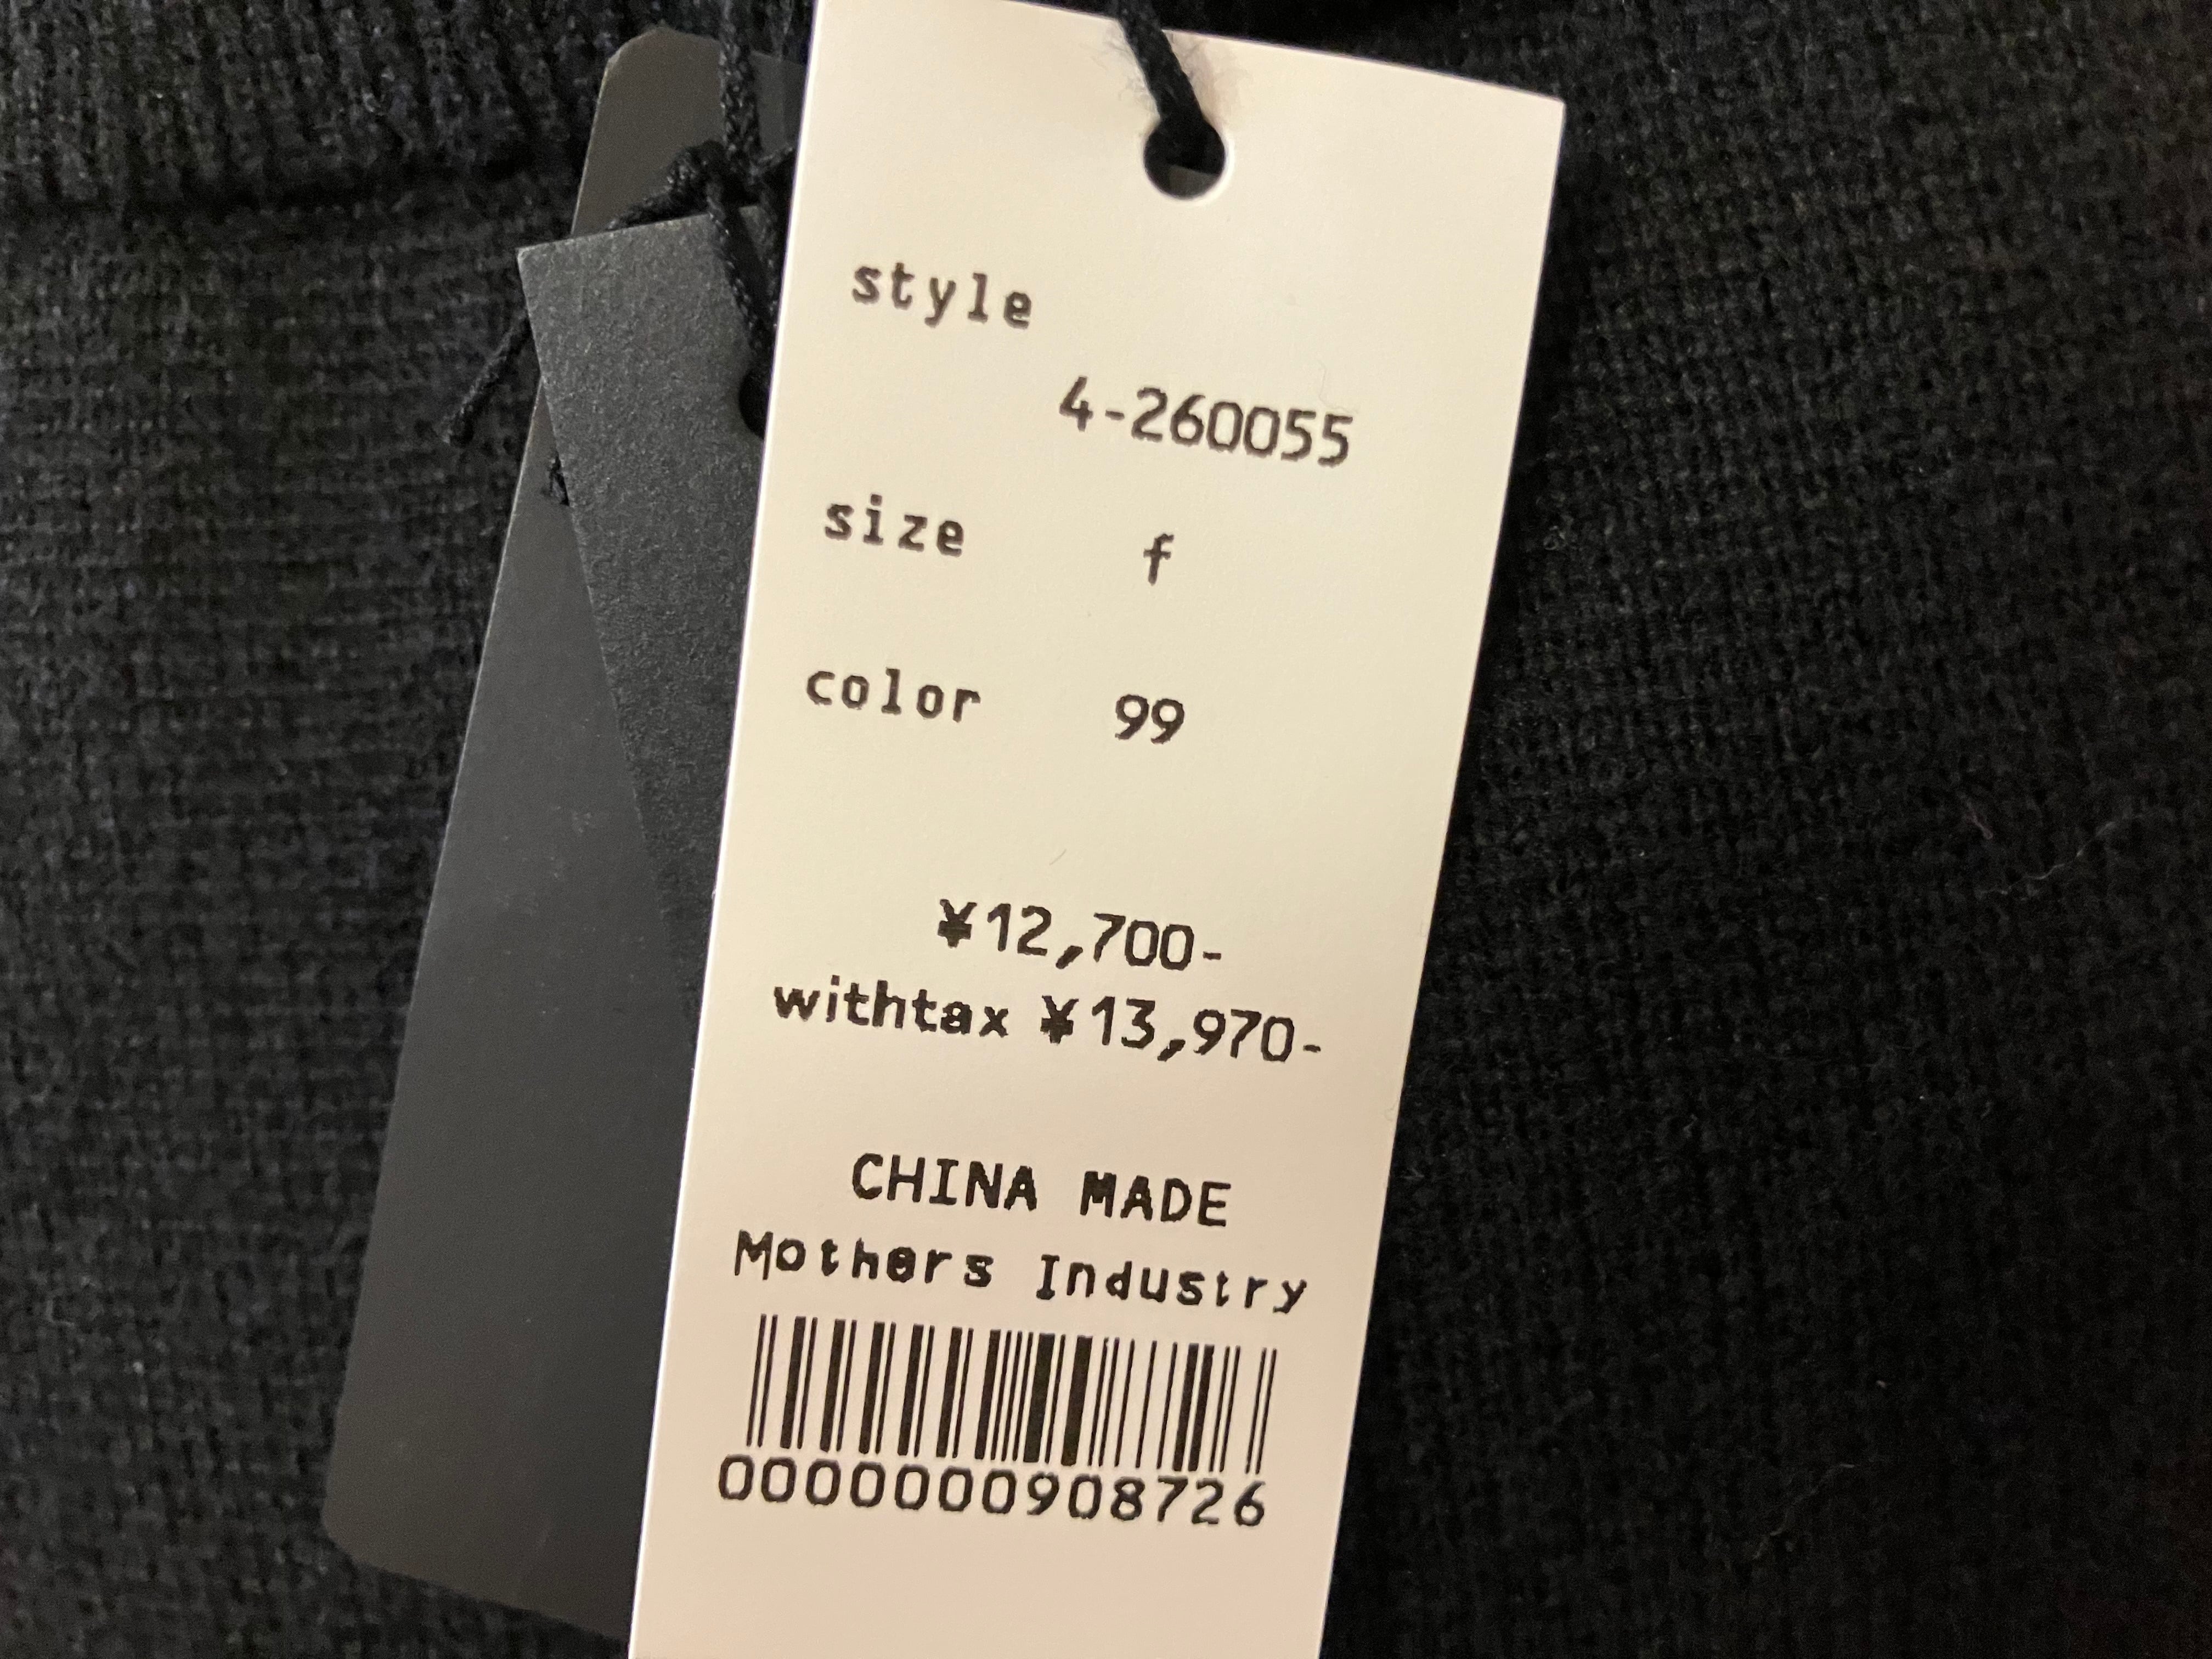 style
4-260055
size f
color 99
¥12,700-
withtax ¥13,970-
CHINA MADE
Mothers Industry
0000000908726